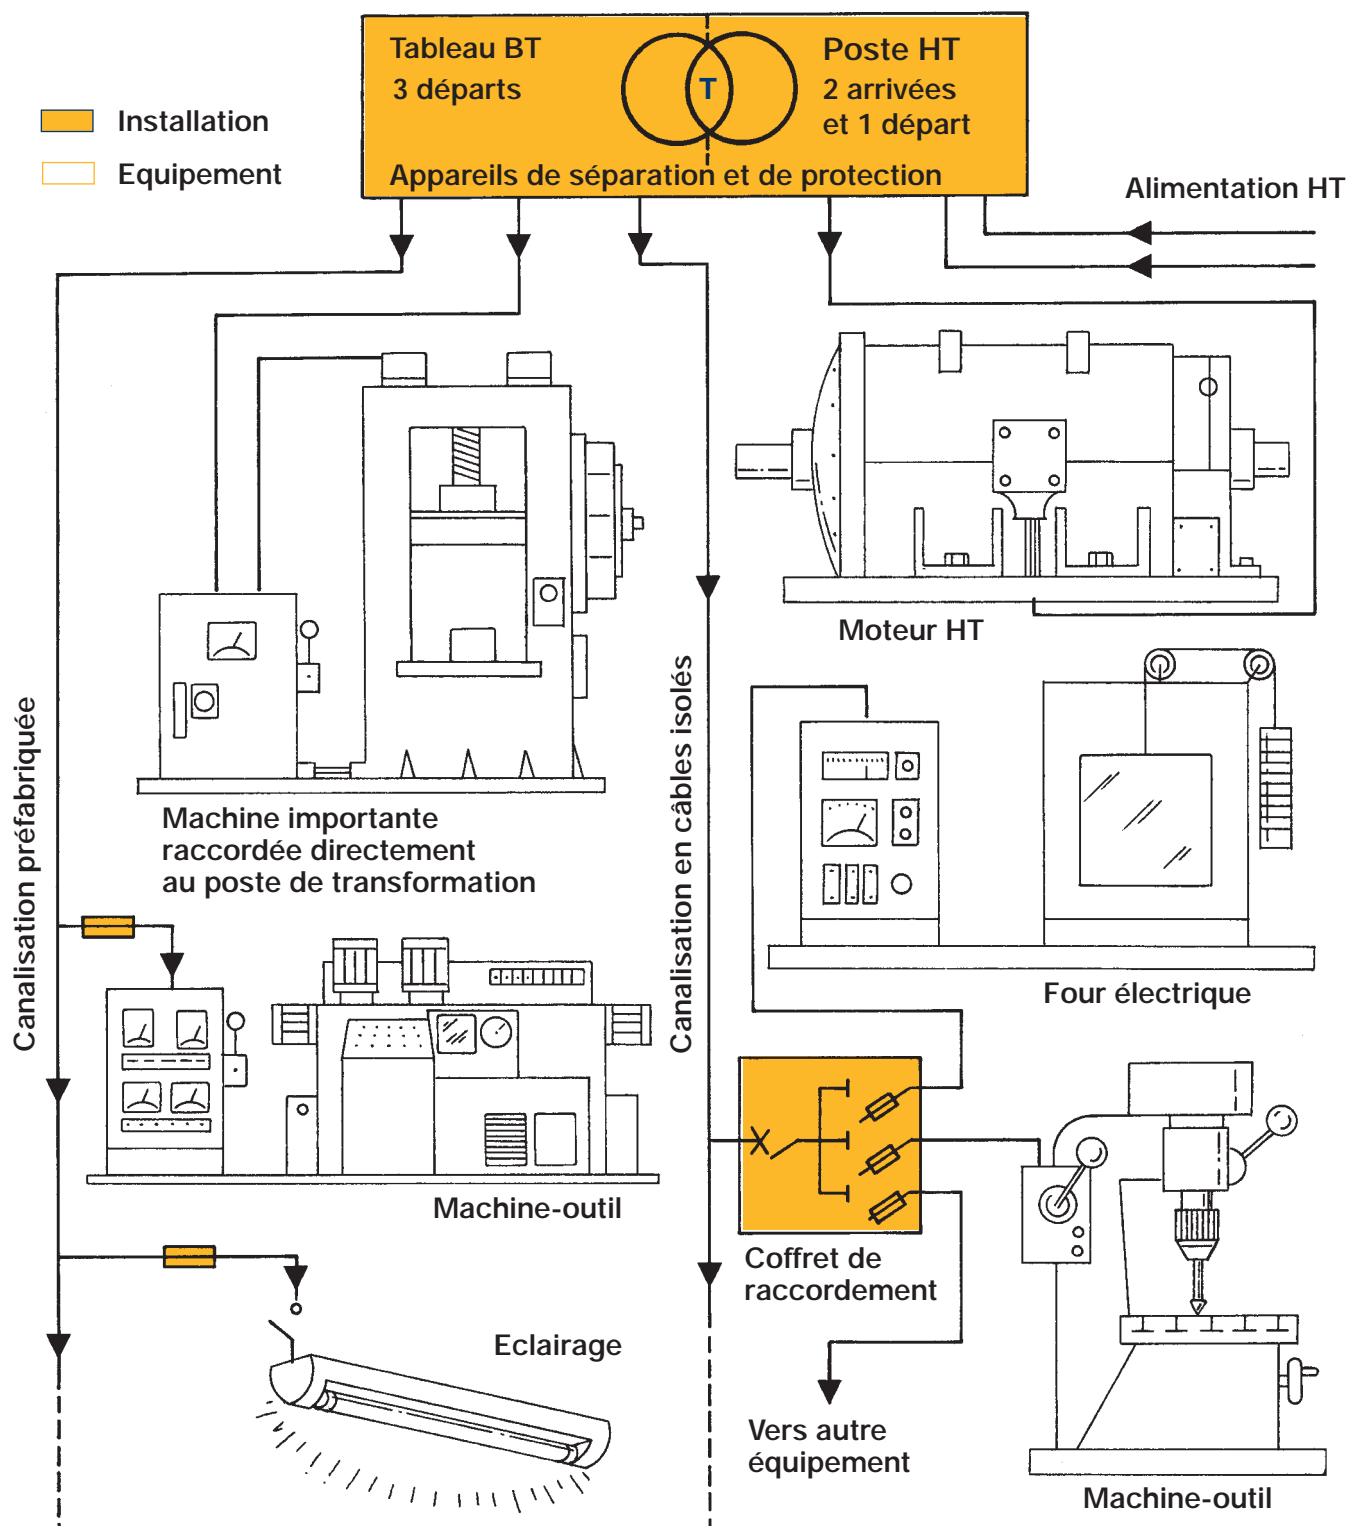 Tableau BT
3 départs
T
Poste HT
2 arrivées
et 1 départ
Appareils de séparation et de protection
Installation
Equipement
Alimentation HT
Moteur HT
Canalisation préfabriquée
Canalisation en câbles isolés
Machine importante
raccordée directement
au poste de transformation
Four électrique
Machine-outil
Coffret de
raccordement
Eclairage
Vers autre
équipement
Machine-outil